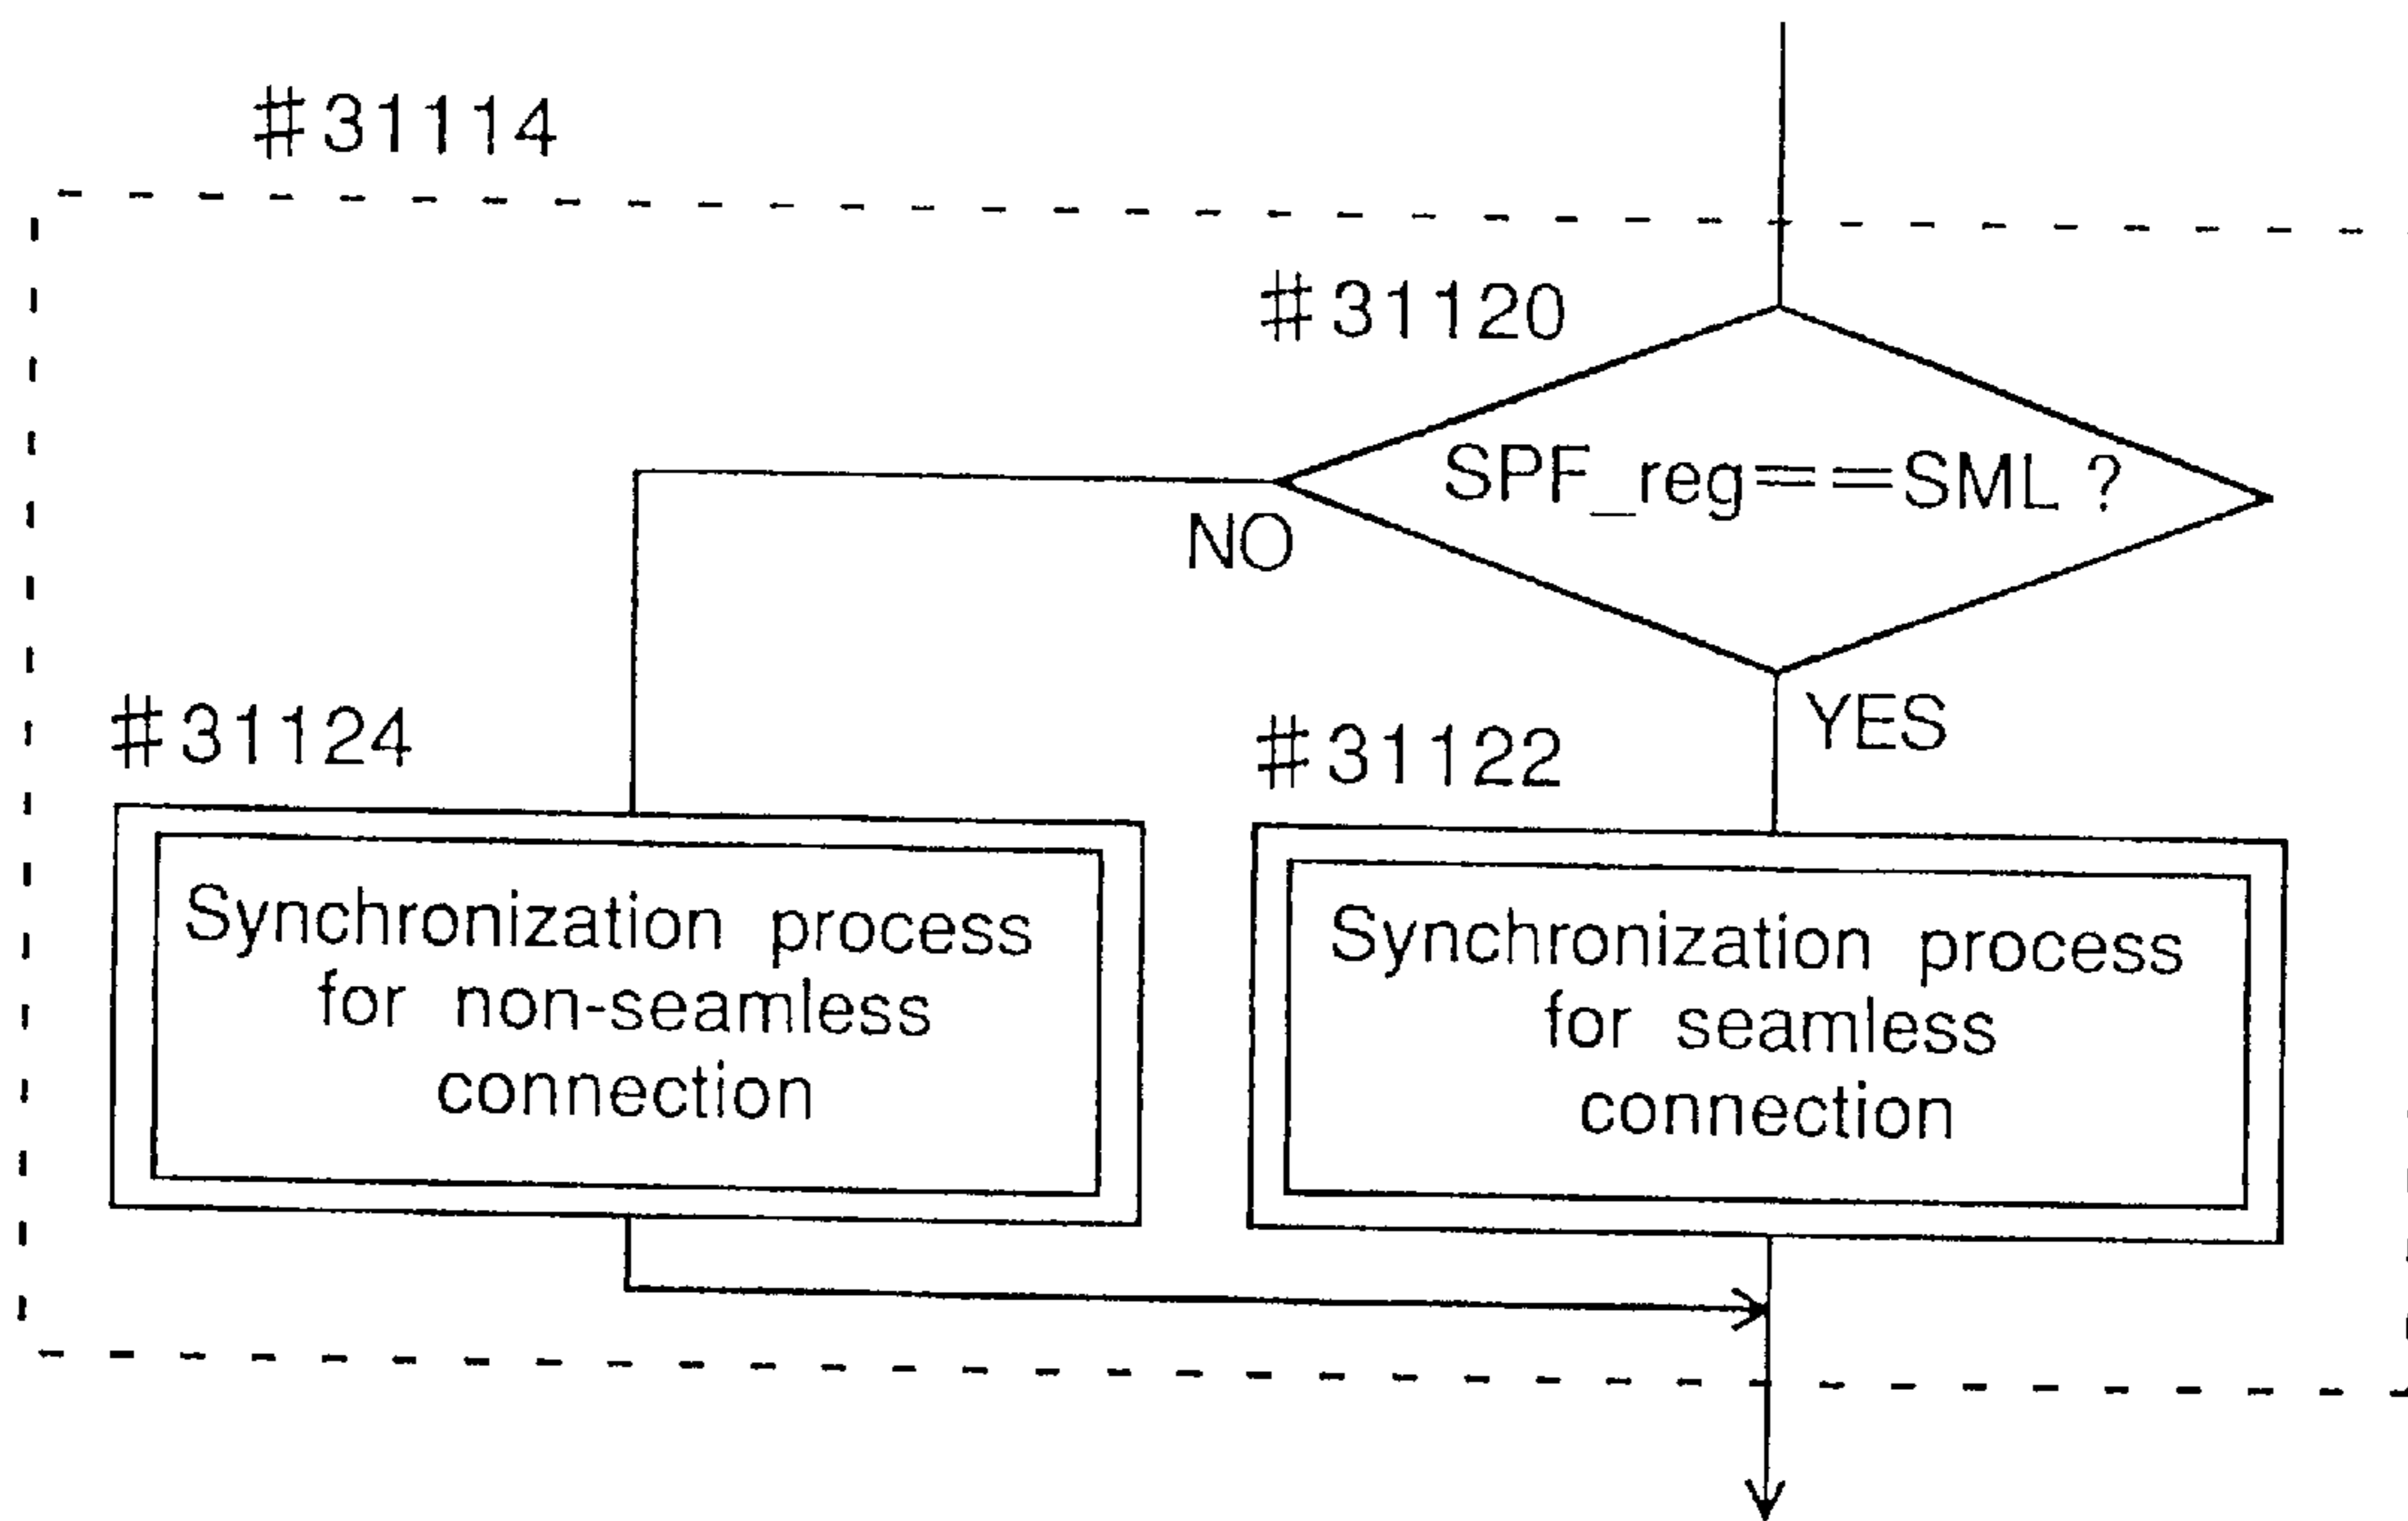 #31114
#31120
SPF_reg==SML ?
NO
YES
#31124
#31122
Synchronization process
for non-seamless
connection
Synchronization process
for seamless
connection